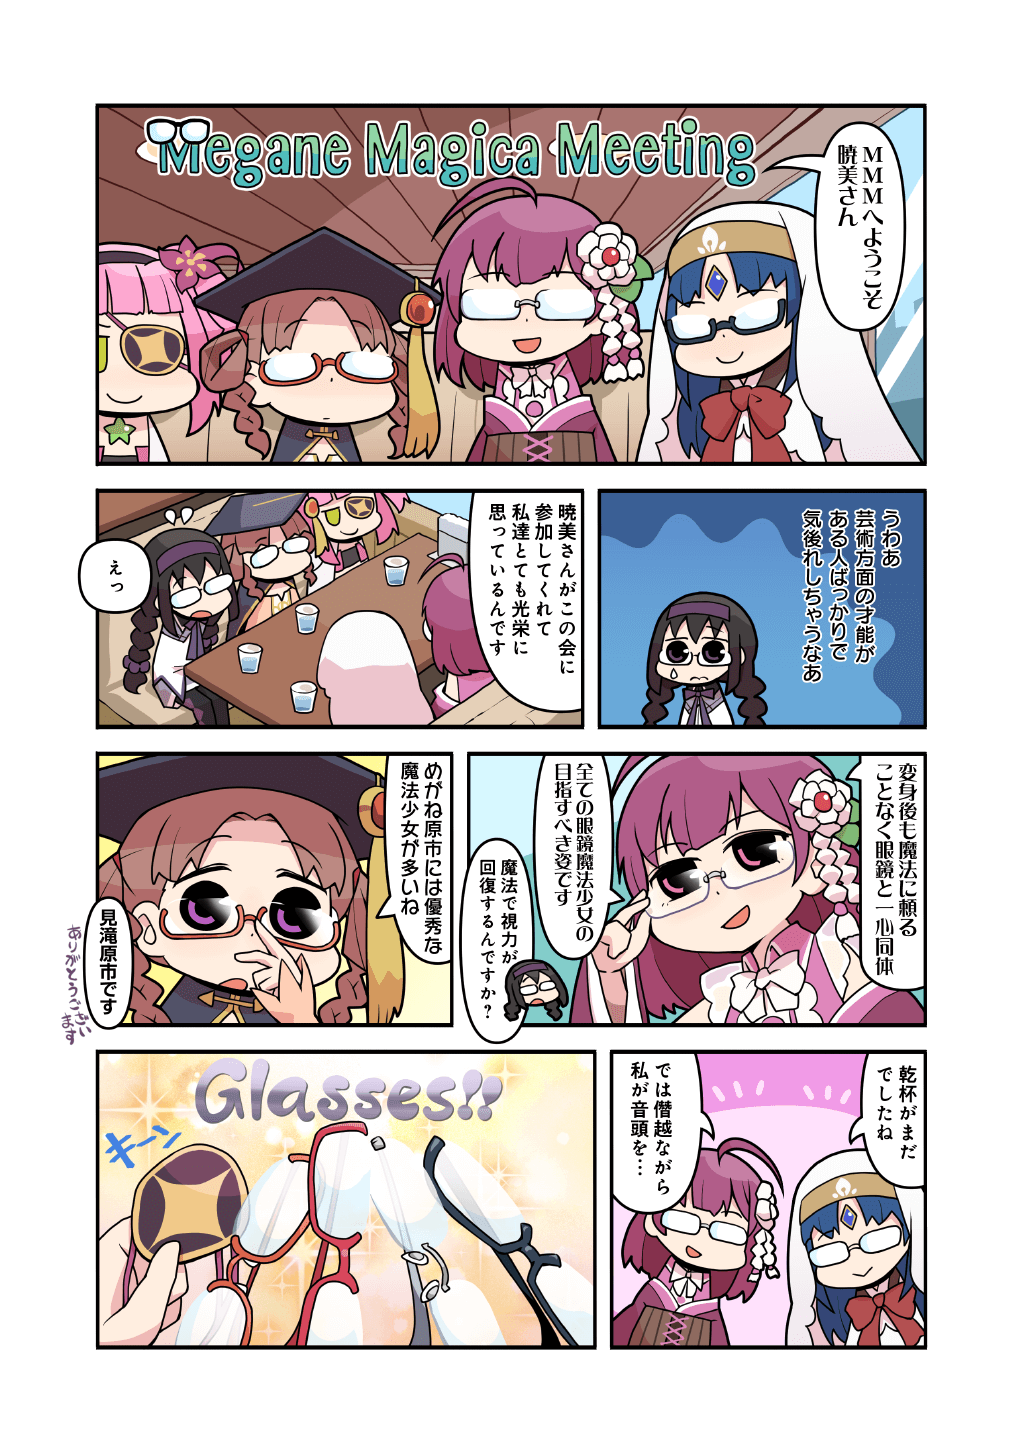 Megane Magica Meeting
MMMへようこそ
暁美さん
うわあ
芸術方面の才能が
ある人ばっかりで
気後れしちゃうなあ
暁美さんがこの会に
参加してくれて
私達とても光栄に
思っているんです
えっ
変身後も魔法に頼る
ことなく眼鏡と一心同体
全ての眼鏡魔法少女の
目指すべき姿です
魔法で視力が
回復するんですか?
めがね原市には優秀な
魔法少女が多いね
見滝原市です
ありがとうござい
ます
乾杯がまだ
でしたね
では僭越ながら
私が音頭を…
Glasses!!
キーン